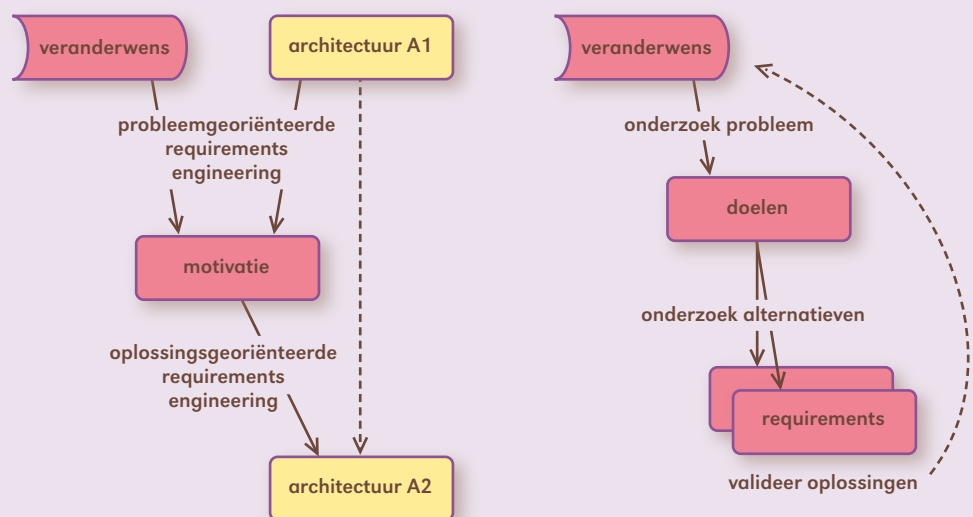 veranderwens
architectuur A1
probleemgeoriënteerde
requirements
engineering
motivatie
oplossingsgeoriënteerde
requirements
engineering
architectuur A2
veranderwens
onderzoek probleem
doelen
onderzoek alternatieven
requirements
valideer oplossingen